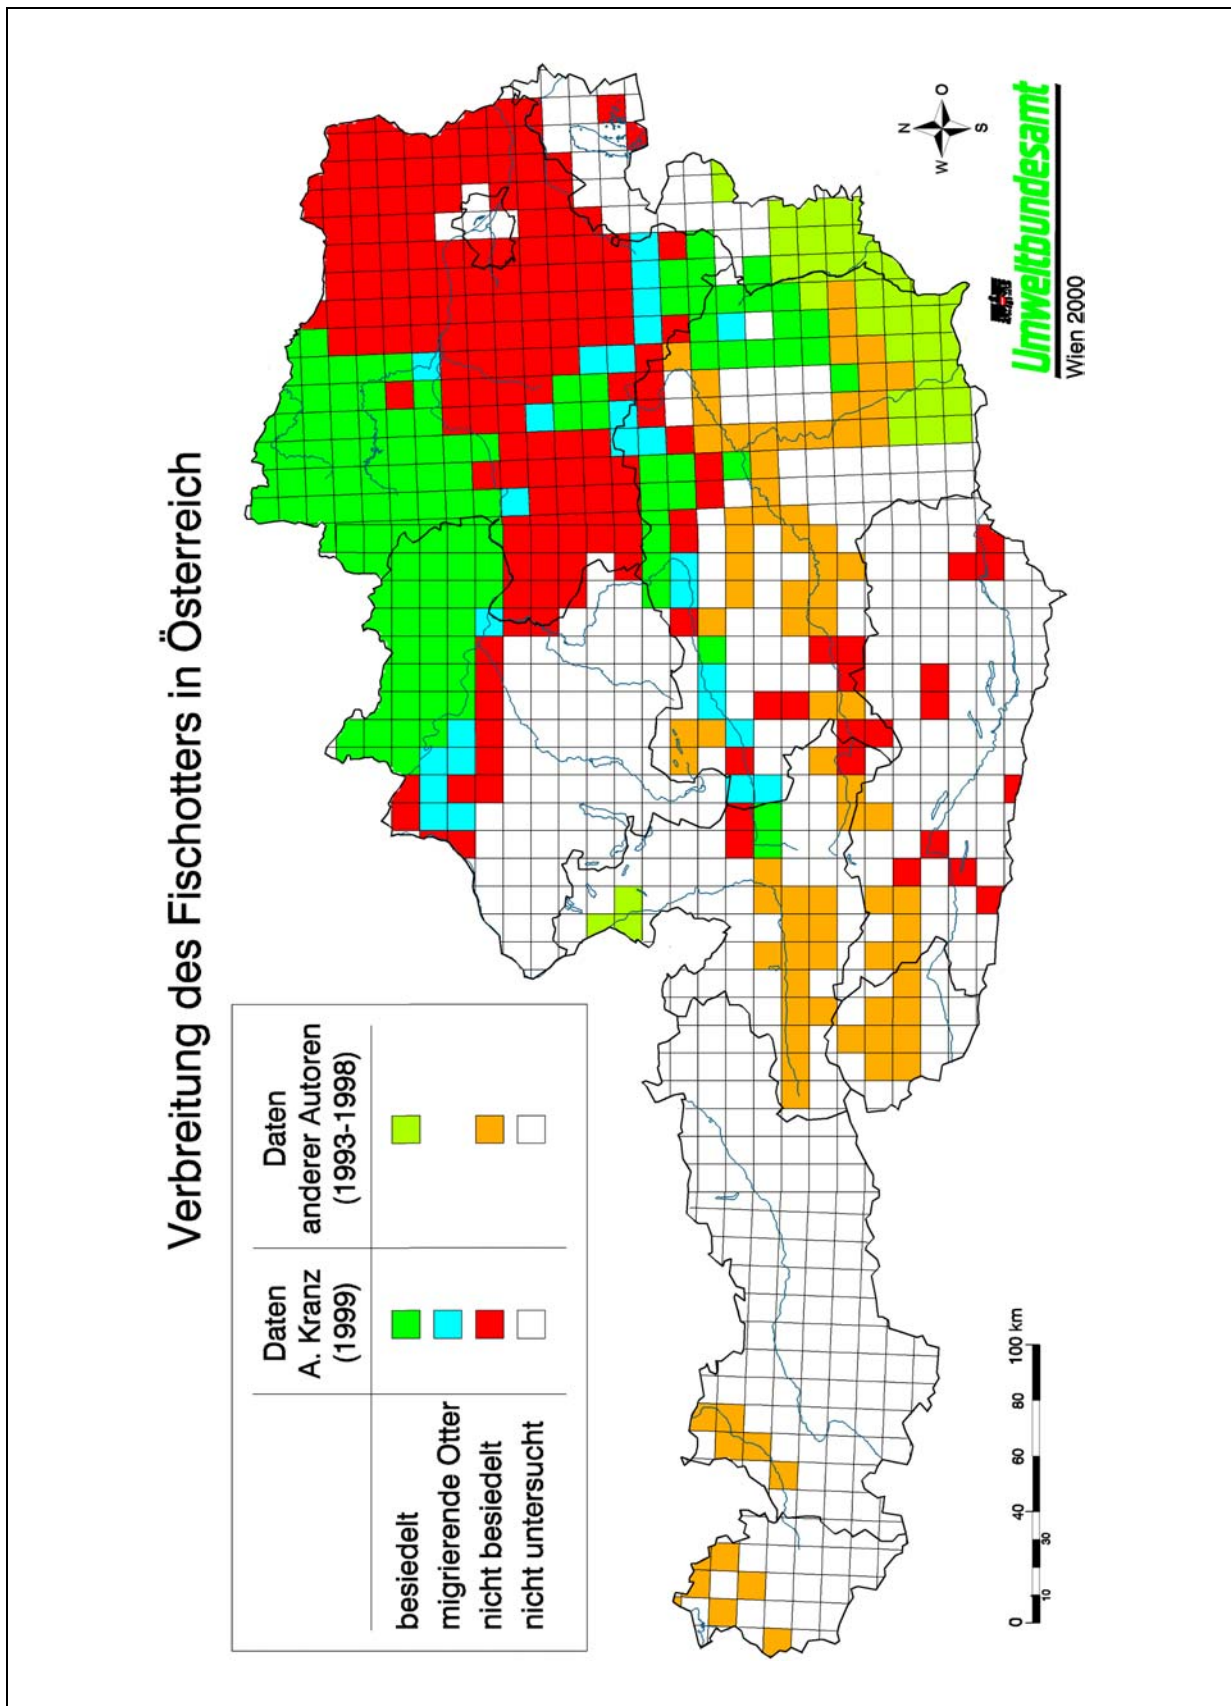 Verbreitung des Fischotters in Österreich
Daten
A. Kranz
(1999)
Daten
anderer Autoren
(1993-1998)
besiedelt
migrierende Otter
nicht besiedelt
nicht untersucht
N
W
O
S
Umweltbundesamt
Wien 2000
0
10
30
40
60
80
100 km